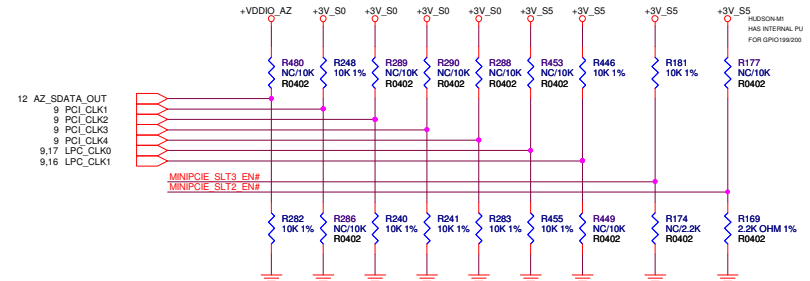 +VDDIO_AZ +3V_S0 +3V_S0 +3V_S0 +3V_S0 +3V_S5 +3V_S5 +3V_S5 +3V_S5
HUDSON-M1
HAS INTERNAL PU
FOR GPIO199/200
R480 R248 R289 R290 R288 R453 R446 R181 R177
NC/10K 10K 1% NC/10K NC/10K NC/10K NC/10K 10K 1% 10K 1% NC/10K
R0402 R0402 R0402 R0402 R0402 R0402
12 AZ_SDATA_OUT
9 PCI_CLK1
9 PCI_CLK2
9 PCI_CLK3
9 PCI_CLK4
9,17 LPC_CLK0
9,16 LPC_CLK1
MINIPCIE_SLT3_EN#
MINIPCIE_SLT2_EN#
R282 R286 R240 R241 R283 R455 R449 R174 R169
10K 1% NC/10K 10K 1% 10K 1% 10K 1% 10K 1% NC/10K NC/2.2K 2.2K OHM 1%
R0402 R0402 R0402 R0402